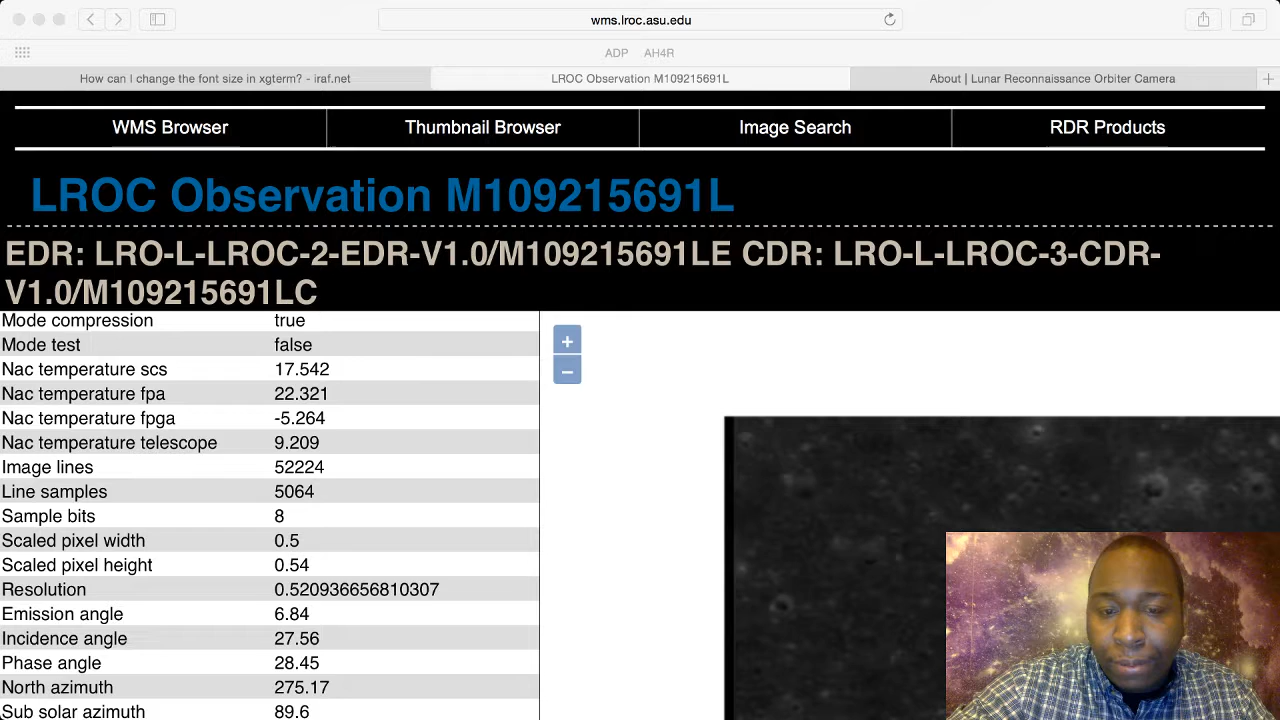 wms.lroc.asu.edu
ADP AH4R
How can I change the font size in xgterm? - iraf.net
LROC Observation M109215691L
About | Lunar Reconnaissance Orbiter Camera
WMS Browser
Thumbnail Browser
Image Search
RDR Products
LROC Observation M109215691L
EDR: LRO-L-LROC-2-EDR-V1.0/M109215691LE CDR: LRO-L-LROC-3-CDR-
V1.0/M109215691LC
Mode compression true
Mode test false
Nac temperature scs 17.542
Nac temperature fpa 22.321
Nac temperature fpga -5.264
Nac temperature telescope 9.209
Image lines 52224
Line samples 5064
Sample bits 8
Scaled pixel width 0.5
Scaled pixel height 0.54
Resolution 0.520936656810307
Emission angle 6.84
Incidence angle 27.56
Phase angle 28.45
North azimuth 275.17
Sub solar azimuth 89.6